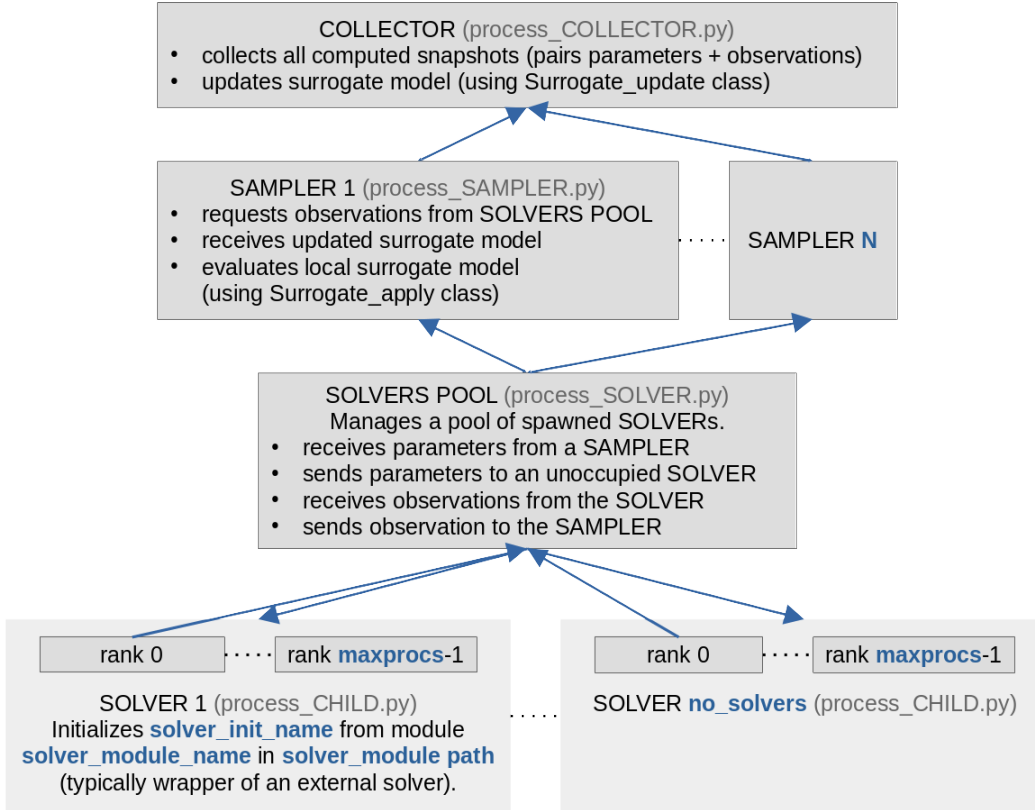 COLLECTOR (process_COLLECTOR.py)
• collects all computed snapshots (pairs parameters + observations)
• updates surrogate model (using Surrogate_update class)
SAMPLER 1 (process_SAMPLER.py)
• requests observations from SOLVERS POOL
• receives updated surrogate model
• evaluates local surrogate model
(using Surrogate_apply class)
SAMPLER N
SOLVERS POOL (process_SOLVER.py)
Manages a pool of spawned SOLVERs.
• receives parameters from a SAMPLER
• sends parameters to an unoccupied SOLVER
• receives observations from the SOLVER
• sends observation to the SAMPLER
rank 0
rank maxprocs-1
SOLVER 1 (process_CHILD.py)
Initializes solver_init_name from module
solver_module_name in solver_module path
(typically wrapper of an external solver).
rank 0
rank maxprocs-1
SOLVER no_solvers (process_CHILD.py)